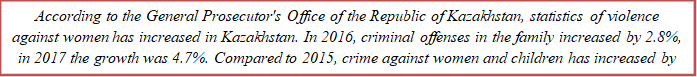 According to the General Prosecutor's Office of the Republic of Kazakhstan, statistics of violence
against women has increased in Kazakhstan. In 2016, criminal offenses in the family increased by 2.8%,
in 2017 the growth was 4.7%. Compared to 2015, crime against women and children has increased by